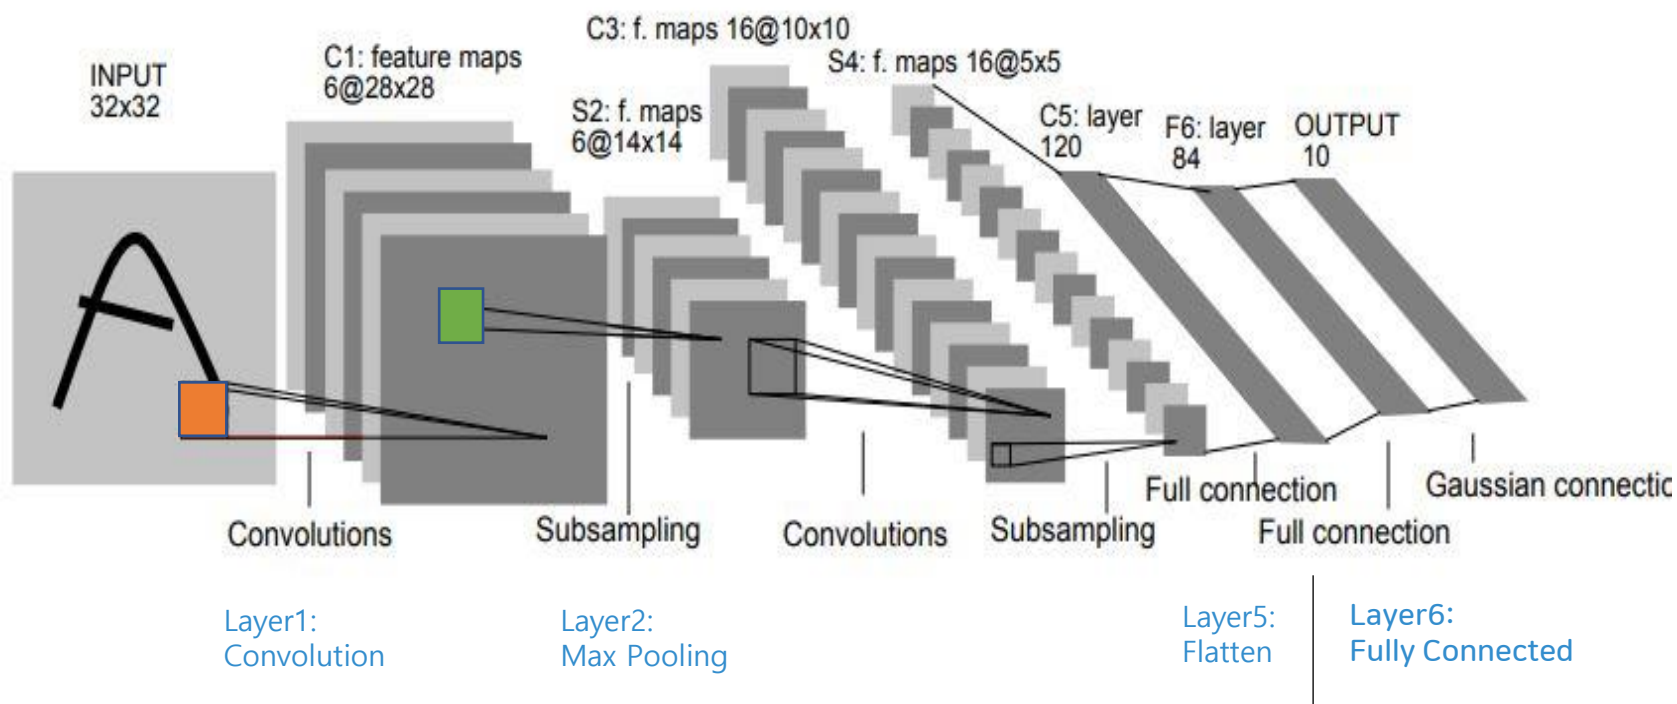 INPUT
32x32
C1: feature maps
6@28x28
S2: f. maps
6@14x14
C3: f. maps 16@10x10
S4: f. maps 16@5x5
C5: layer
120
F6: layer
84
OUTPUT
10
Convolutions
Subsampling
Convolutions
Subsampling
Full connection
Full connection
Gaussian connectio
Layer1:
Convolution
Layer2:
Max Pooling
Layer5:
Flatten
Layer6:
Fully Connected